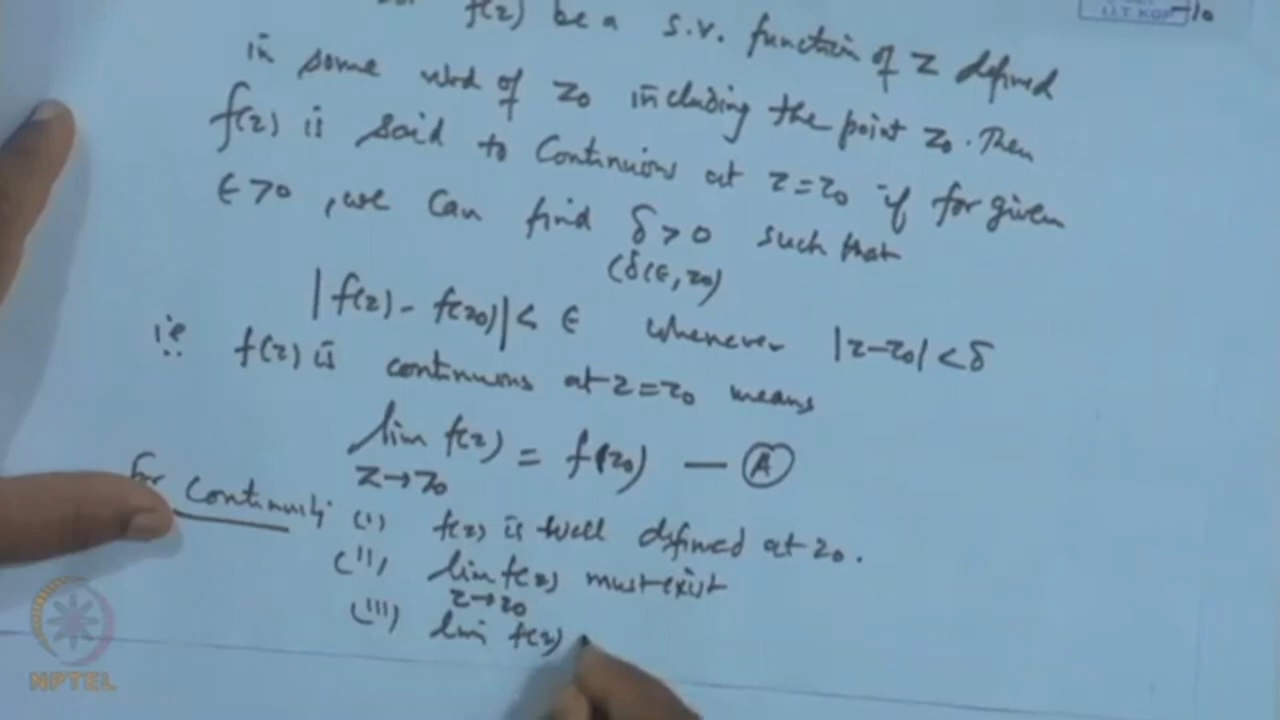 f(z) be a s.v. function of z defined
in some nbd of z0 including the point z0. Then
f(z) is said to Continuous at z=z0 if for given
ϵ>0, we can find δ>0 such that
(δ(ϵ,z0)
|f(z) - f(z0)| < ϵ whenever |z-z0| < δ
i.e f(z) is continuous at z=z0 means
lim f(z) = f(z0) — (A)
z→z0
For Continuity (i) f(z) is well defined at z0.
(ii) lim f(z) must exist
z→z0
(iii) lim f(z)
NPTEL
I.I.T. KGP